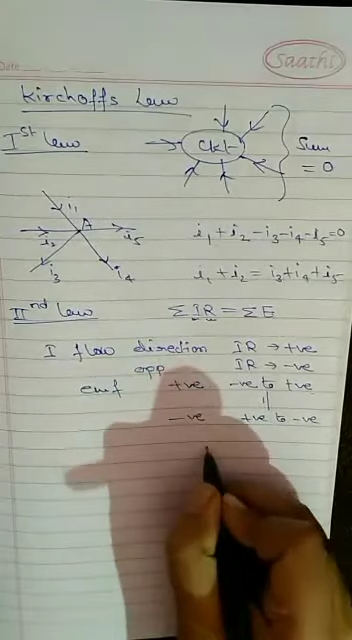 Saathi
Date
Kirchoffs Law
Ist Law
Ckt
Sum = 0
i1
A
i2
i5
i3
i4
i1 + i2 - i3 - i4 - i5 = 0
i1 + i2 = i3 + i4 + i5
IInd Law
Σ IR = Σ E
I flow direction IR → +ve
opp IR → -ve
emf +ve -ve to +ve
-ve +ve to -ve